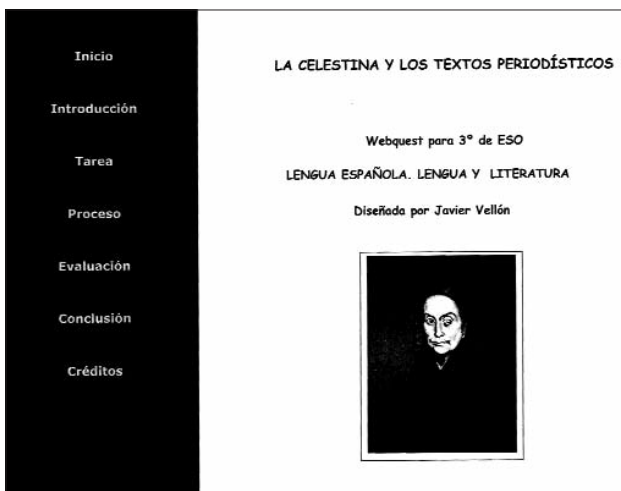 Inicio
Introducción
Tarea
Proceso
Evaluación
Conclusión
Créditos
LA CELESTINA Y LOS TEXTOS PERIODÍSTICOS
Webquest para 3º de ESO
LENGUA ESPAÑOLA. LENGUA Y LITERATURA
Diseñada por Javier Vellón